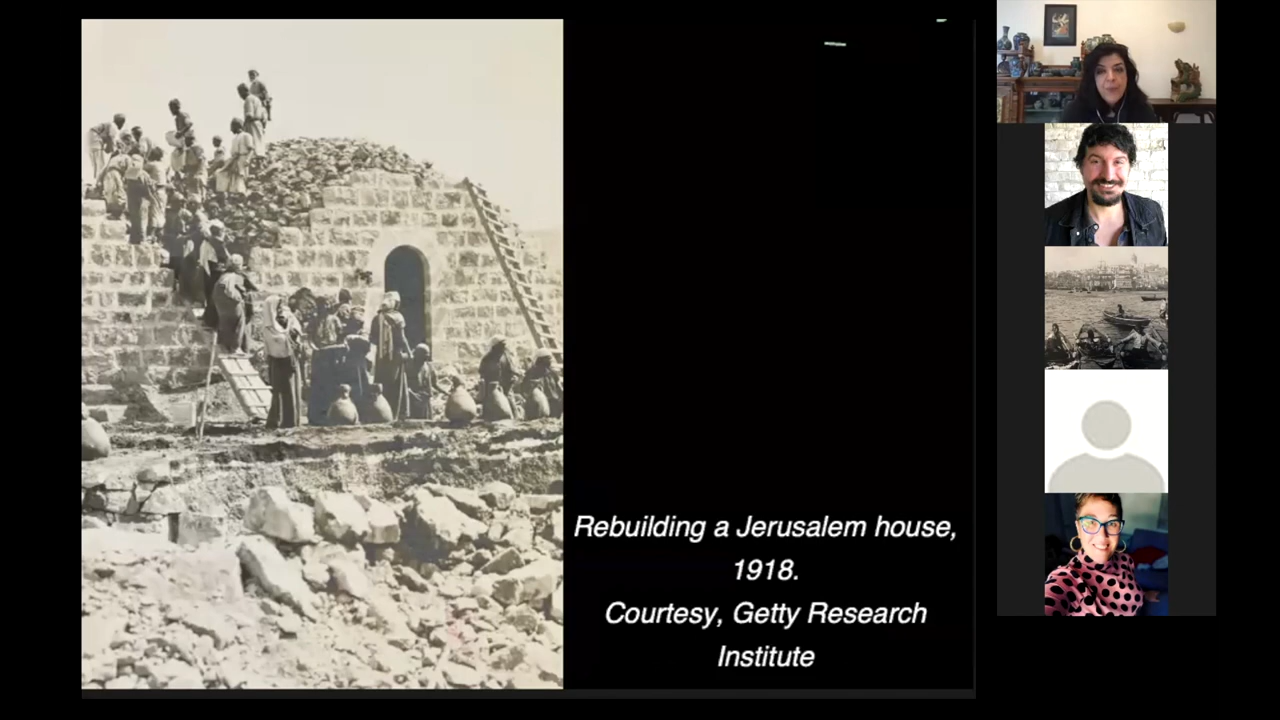 Rebuilding a Jerusalem house,
1918.
Courtesy, Getty Research
Institute